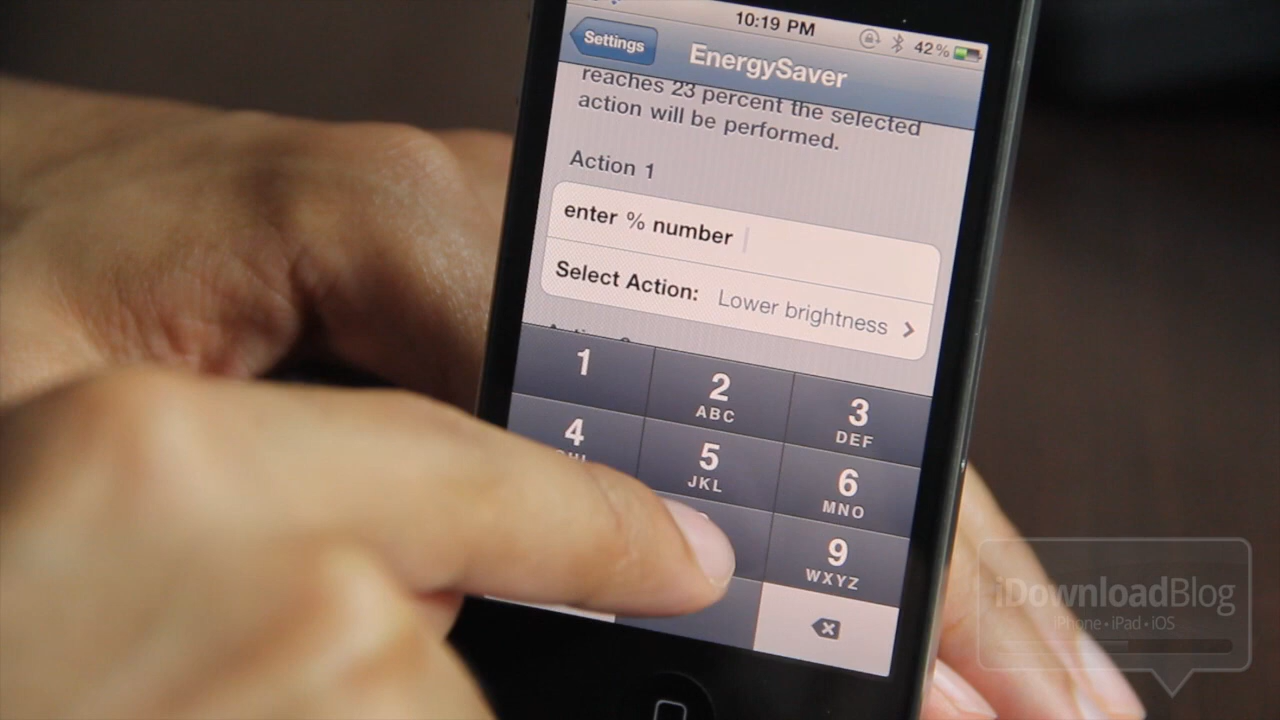 10:19 PM
42%
Settings
EnergySaver
reaches 23 percent the selected
action will be performed.
Action 1
enter % number
Select Action: Lower brightness
1
2
ABC
3
DEF
4
5
JKL
6
MNO
9
WXYZ
iDownloadBlog
iPhone • iPad • iOS